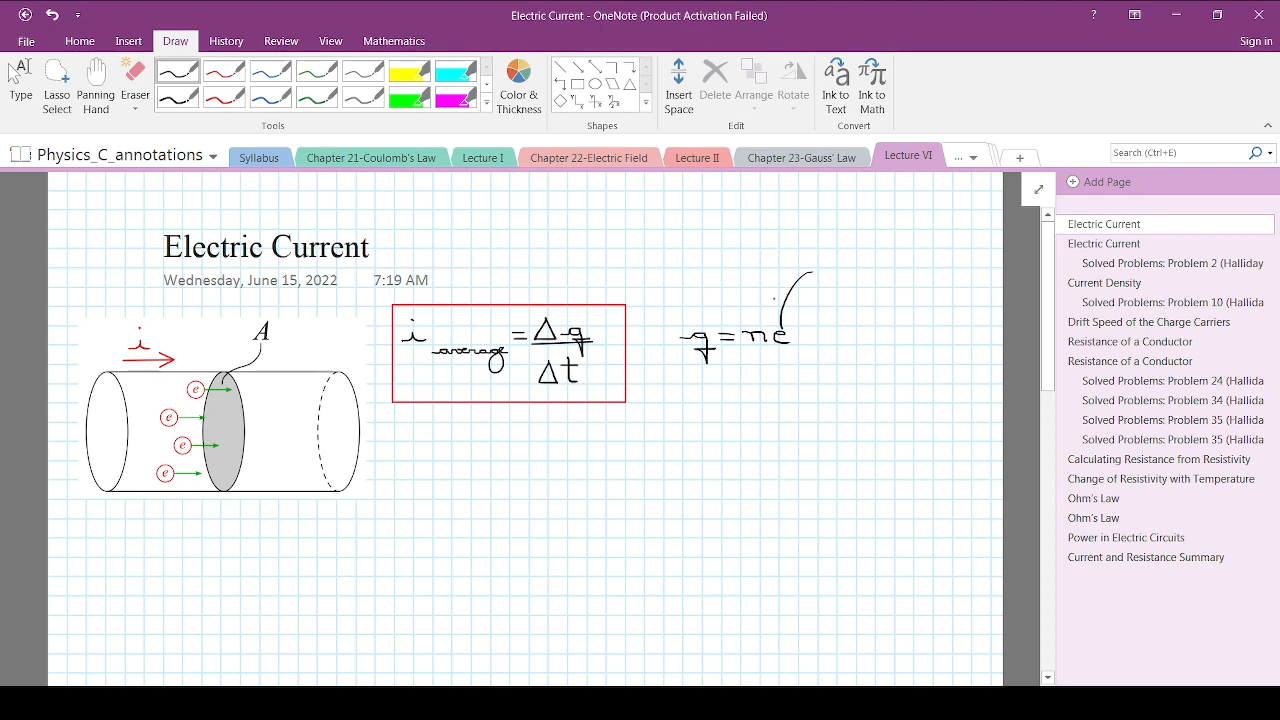 Electric Current - OneNote (Product Activation Failed)
?
File Home Insert Draw History Review View Mathematics
Sign in
Type
Lasso Select
Panning Hand
Eraser
Color & Thickness
Insert Space
Delete
Arrange
Rotate
Ink to Text
Ink to Math
Tools
Shapes
Edit
Convert
Physics_C_annotations
Syllabus
Chapter 21-Coulomb's Law
Lecture I
Chapter 22-Electric Field
Lecture II
Chapter 23-Gauss' Law
Lecture VI
...
+
Search (Ctrl+E)
Electric Current
Wednesday, June 15, 2022 7:19 AM
i
A
e
e
e
e
i average = Δq / Δt
q = ne
Add Page
Electric Current
Electric Current
Solved Problems: Problem 2 (Halliday
Current Density
Solved Problems: Problem 10 (Hallida
Drift Speed of the Charge Carriers
Resistance of a Conductor
Resistance of a Conductor
Solved Problems: Problem 24 (Hallida
Solved Problems: Problem 34 (Hallida
Solved Problems: Problem 35 (Hallida
Solved Problems: Problem 35 (Hallida
Calculating Resistance from Resistivity
Change of Resistivity with Temperature
Ohm's Law
Ohm's Law
Power in Electric Circuits
Current and Resistance Summary